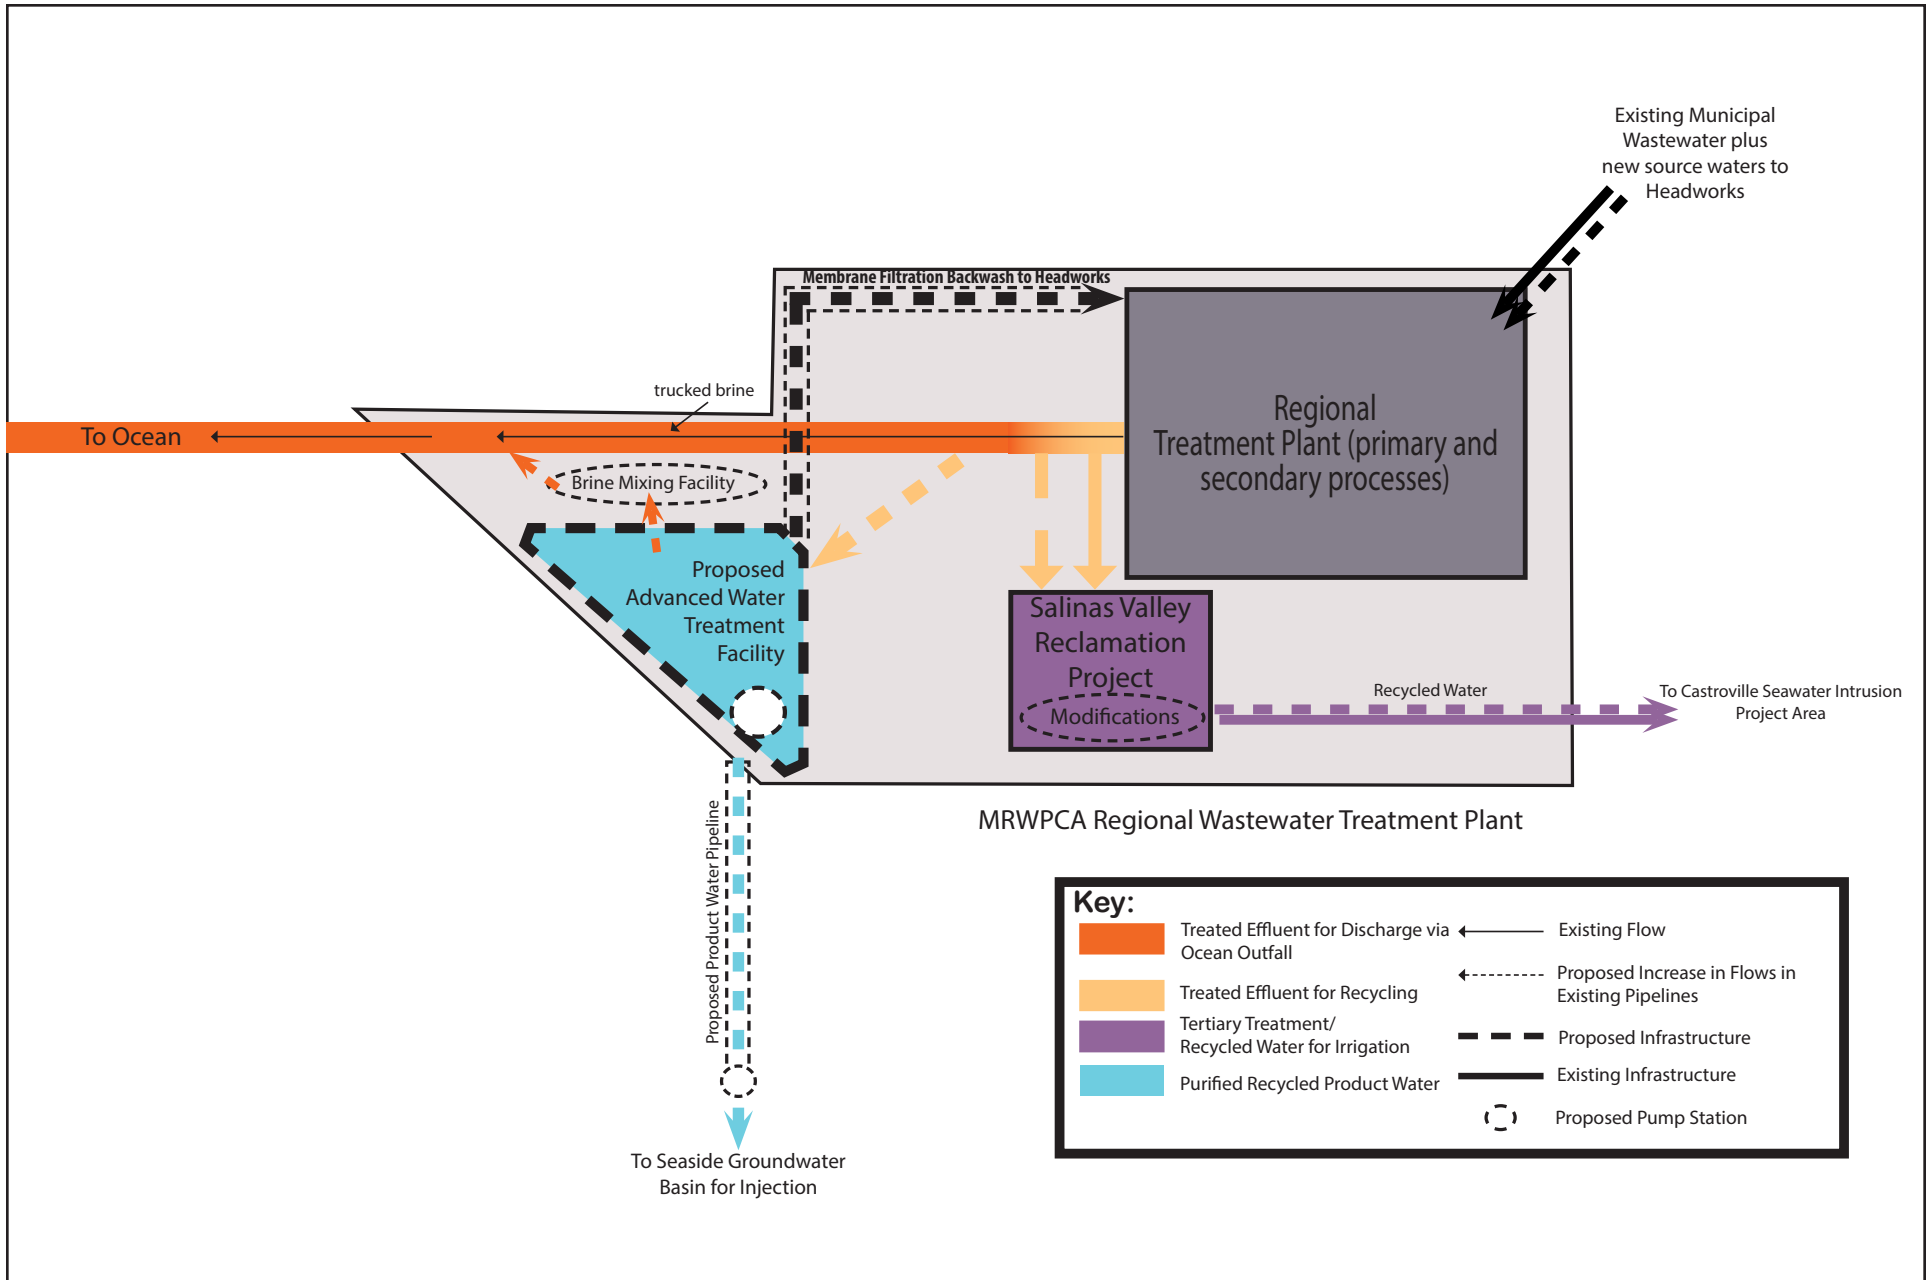 Existing Municipal
Wastewater plus
new source waters to
Headworks
Membrane Filtration Backwash to Headworks
trucked brine
To Ocean
Regional
Treatment Plant (primary and
secondary processes)
Brine Mixing Facility
Proposed
Advanced Water
Treatment
Facility
Salinas Valley
Reclamation
Project
Modifications
Recycled Water
To Castroville Seawater Intrusion
Project Area
Proposed Product Water Pipeline
MRWPCA Regional Wastewater Treatment Plant
To Seaside Groundwater
Basin for Injection
Key:
Treated Effluent for Discharge via
Ocean Outfall
Treated Effluent for Recycling
Tertiary Treatment/
Recycled Water for Irrigation
Purified Recycled Product Water
Existing Flow
Proposed Increase in Flows in
Existing Pipelines
Proposed Infrastructure
Existing Infrastructure
Proposed Pump Station